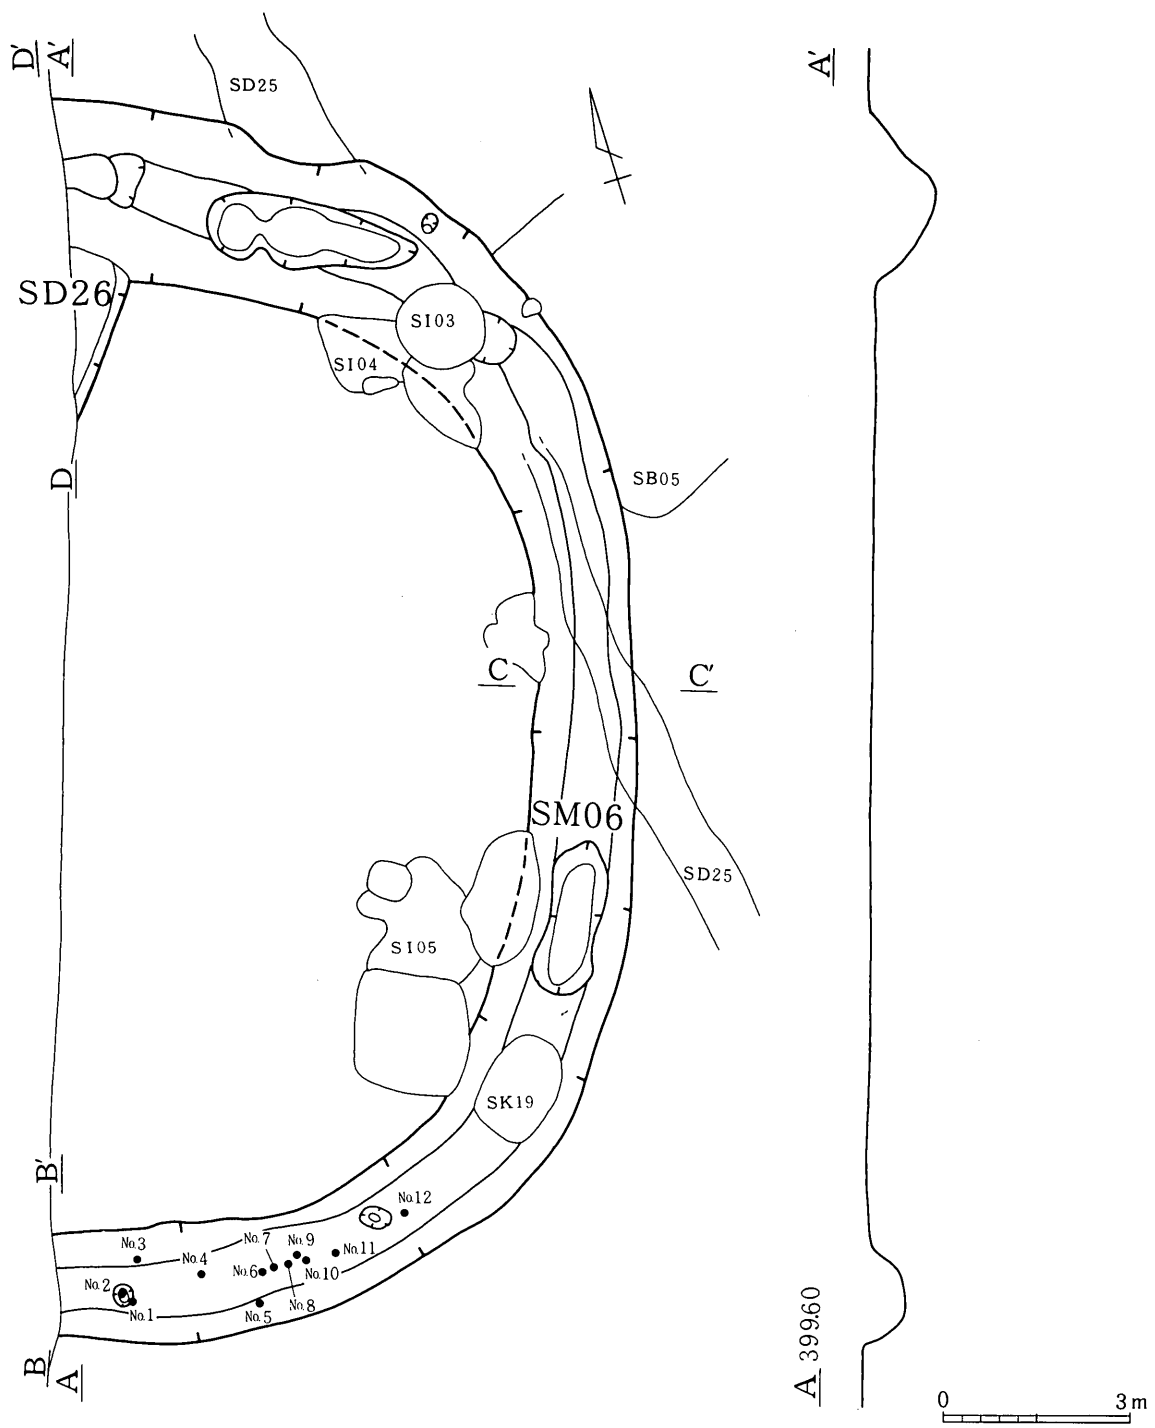 D'
A'
A'
SD25
SD26
SI03
SI04
D
SB05
C
C'
SM06
SD25
SI05
SK19
B'
No.12
No.7
No.9
No.3
No.11
No.4
No.6
No.10
No.2
No.8
No.1
No.5
B
A
A 399.60
0 3m